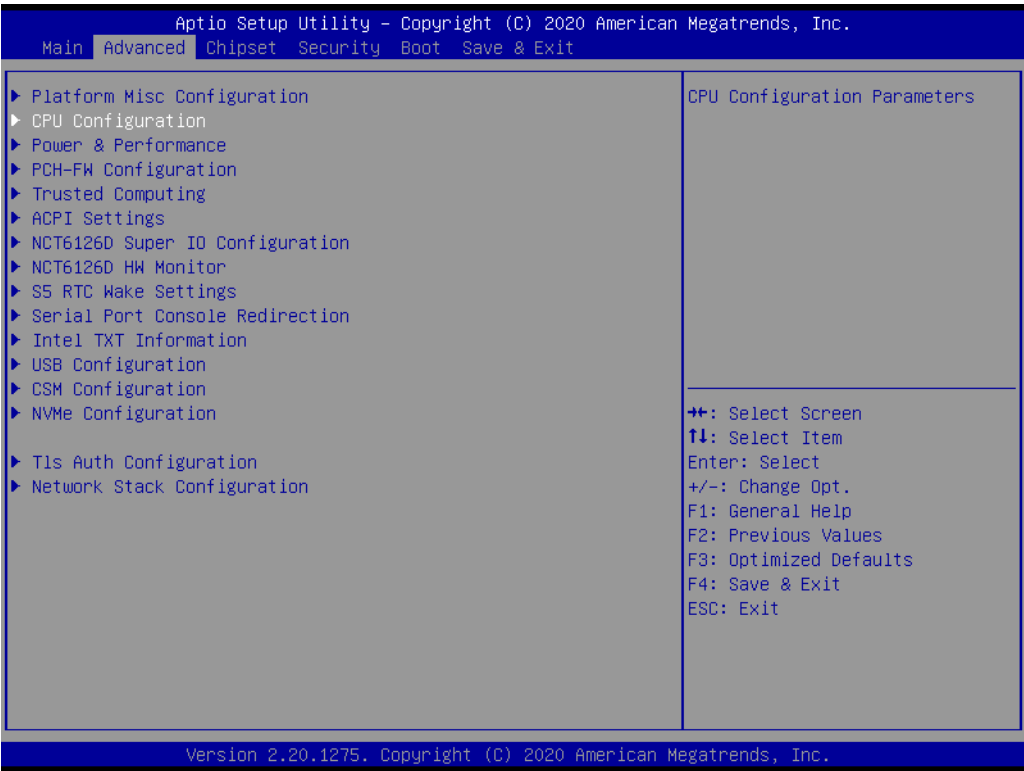 Aptio Setup Utility – Copyright (C) 2020 American Megatrends, Inc.
Main Advanced Chipset Security Boot Save & Exit
Platform Misc Configuration
CPU Configuration
Power & Performance
PCH-FW Configuration
Trusted Computing
ACPI Settings
NCT6126D Super IO Configuration
NCT6126D HW Monitor
S5 RTC Wake Settings
Serial Port Console Redirection
Intel TXT Information
USB Configuration
CSM Configuration
NVMe Configuration
Tls Auth Configuration
Network Stack Configuration
CPU Configuration Parameters
→←: Select Screen
↑↓: Select Item
Enter: Select
+/-: Change Opt.
F1: General Help
F2: Previous Values
F3: Optimized Defaults
F4: Save & Exit
ESC: Exit
Version 2.20.1275. Copyright (C) 2020 American Megatrends, Inc.